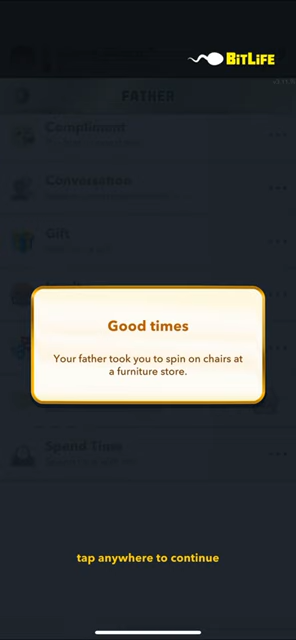 BitLife
FATHER
Compliment
Conversation
Gift
Good times
Your father took you to spin on chairs at
a furniture store.
Spend Time
tap anywhere to continue